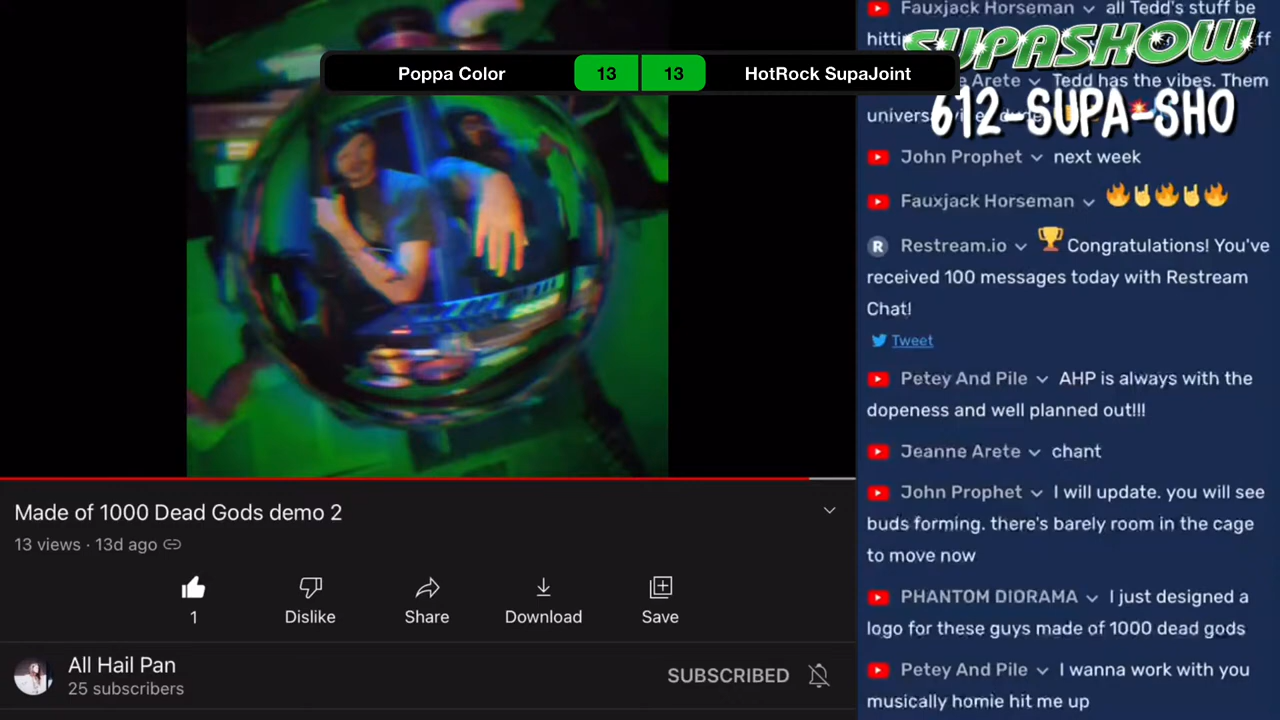 Poppa Color 13 13 HotRock SupaJoint
Made of 1000 Dead Gods demo 2
13 views · 13d ago
1
Dislike
Share
Download
Save
All Hail Pan
25 subscribers
SUBSCRIBED
SUPASHOW
612-SUPA-SHO
Fauxjack Horseman all Tedd's stuff be
hittin
Arete Tedd has the vibes. Them
John Prophet next week
Fauxjack Horseman 🔥🤘🔥🤘🔥
R Restream.io 🏆 Congratulations! You've
received 100 messages today with Restream
Chat!
Tweet
Petey And Pile AHP is always with the
dopeness and well planned out!!!
Jeanne Arete chant
John Prophet I will update. you will see
buds forming. there's barely room in the cage
to move now
PHANTOM DIORAMA I just designed a
logo for these guys made of 1000 dead gods
Petey And Pile I wanna work with you
musically homie hit me up